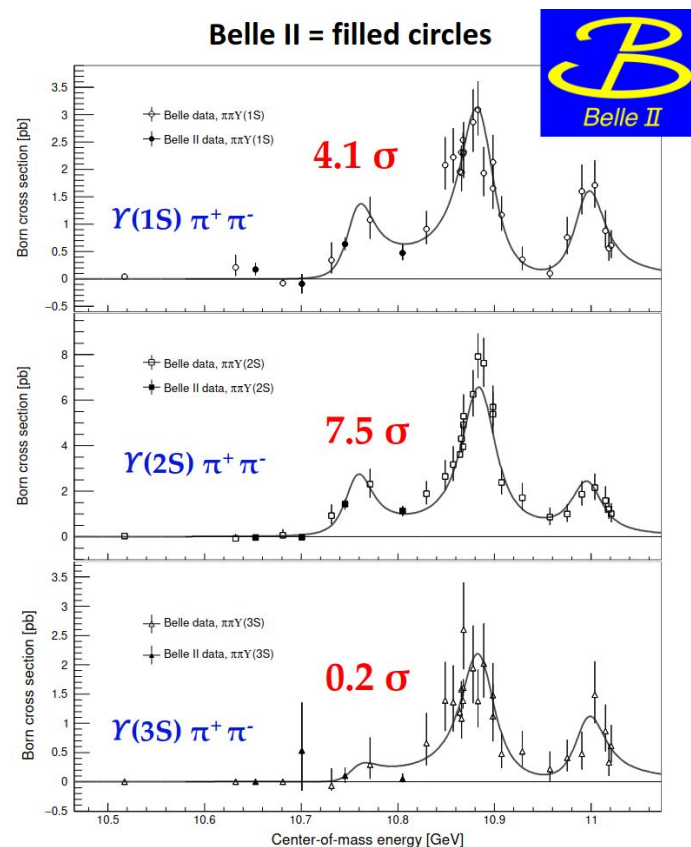 Belle II = filled circles
B
Belle II
Born cross section [pb]
3.5
3
2.5
2
1.5
1
0.5
0
−0.5
Belle data, ππΥ(1S)
Belle II data, ππΥ(1S)
4.1 σ
ϒ(1S) π⁺ π⁻
Born cross section [pb]
8
6
4
2
0
Belle data, ππΥ(2S)
Belle II data, ππΥ(2S)
7.5 σ
ϒ(2S) π⁺ π⁻
Born cross section [pb]
3.5
3
2.5
2
1.5
1
0.5
0
−0.5
Belle data, ππΥ(3S)
Belle II data, ππΥ(3S)
0.2 σ
ϒ(3S) π⁺ π⁻
10.5 10.6 10.7 10.8 10.9 11
Center-of-mass energy [GeV]